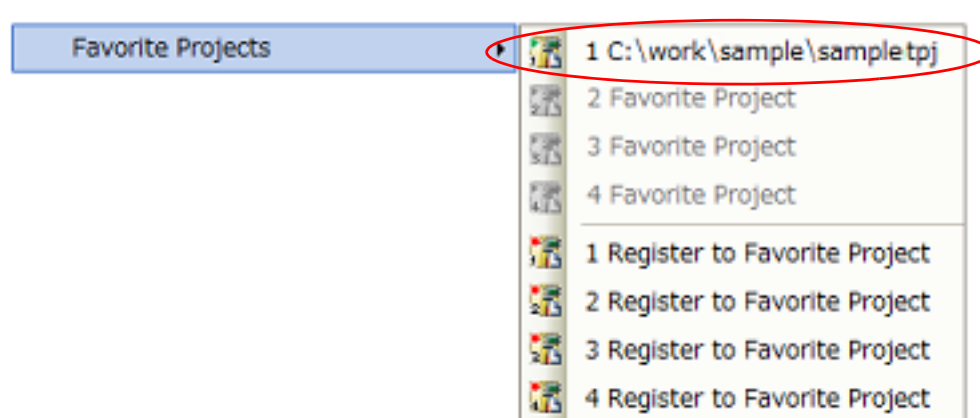 Favorite Projects
1 C:\work\sample\sample.tpj
2 Favorite Project
3 Favorite Project
4 Favorite Project
1 Register to Favorite Project
2 Register to Favorite Project
3 Register to Favorite Project
4 Register to Favorite Project